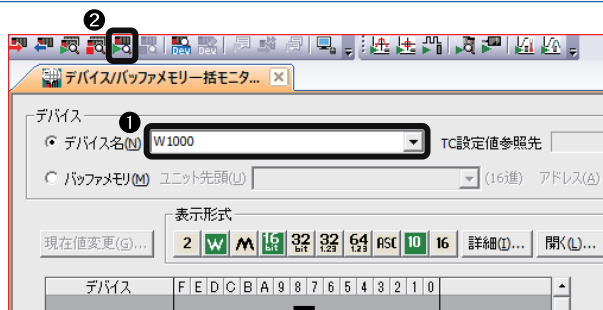 ❷
Dev Dev
デバイス/バッファメモリ一括モニタ...
デバイス
❶
デバイス名(N) W1000 TC設定値参照先
バッファメモリ(M) ユニット先頭(U) (16進) アドレス(A)
表示形式
現在値変更(G)... 2 W M 16bit 32bit 32 1.23 64 1.23 ASC 10 16 詳細(I)... 開く(L)...
デバイス F E D C B A 9 8 7 6 5 4 3 2 1 0